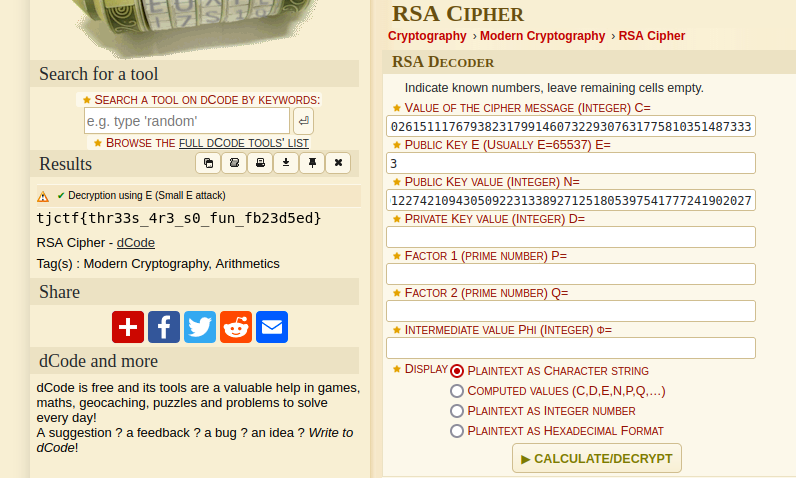 Search for a tool
★ Search a tool on dCode by keywords:
e.g. type 'random'
★ Browse the full dCode tools' list
Results
Decryption using E (Small E attack)
tjctf{thr33s_4r3_s0_fun_fb23d5ed}
RSA Cipher - dCode
Tag(s) : Modern Cryptography, Arithmetics
Share
dCode and more
dCode is free and its tools are a valuable help in games,
maths, geocaching, puzzles and problems to solve
every day!
A suggestion ? a feedback ? a bug ? an idea ? Write to
dCode!
RSA Cipher
Cryptography › Modern Cryptography › RSA Cipher
RSA Decoder
Indicate known numbers, leave remaining cells empty.
★ Value of the cipher message (Integer) C=
026151117679382317991460732293076317758103514873​33
★ Public Key E (Usually E=65537) E=
3
★ Public Key value (Integer) N=
12274210943050922313389271251805397541777241902027
★ Private Key value (Integer) D=
★ Factor 1 (prime number) P=
★ Factor 2 (prime number) Q=
★ Intermediate value Phi (Integer) Φ=
★ Display
Plaintext as Character string
Computed values (C,D,E,N,P,Q,…)
Plaintext as Integer number
Plaintext as Hexadecimal Format
▶ CALCULATE/DECRYPT